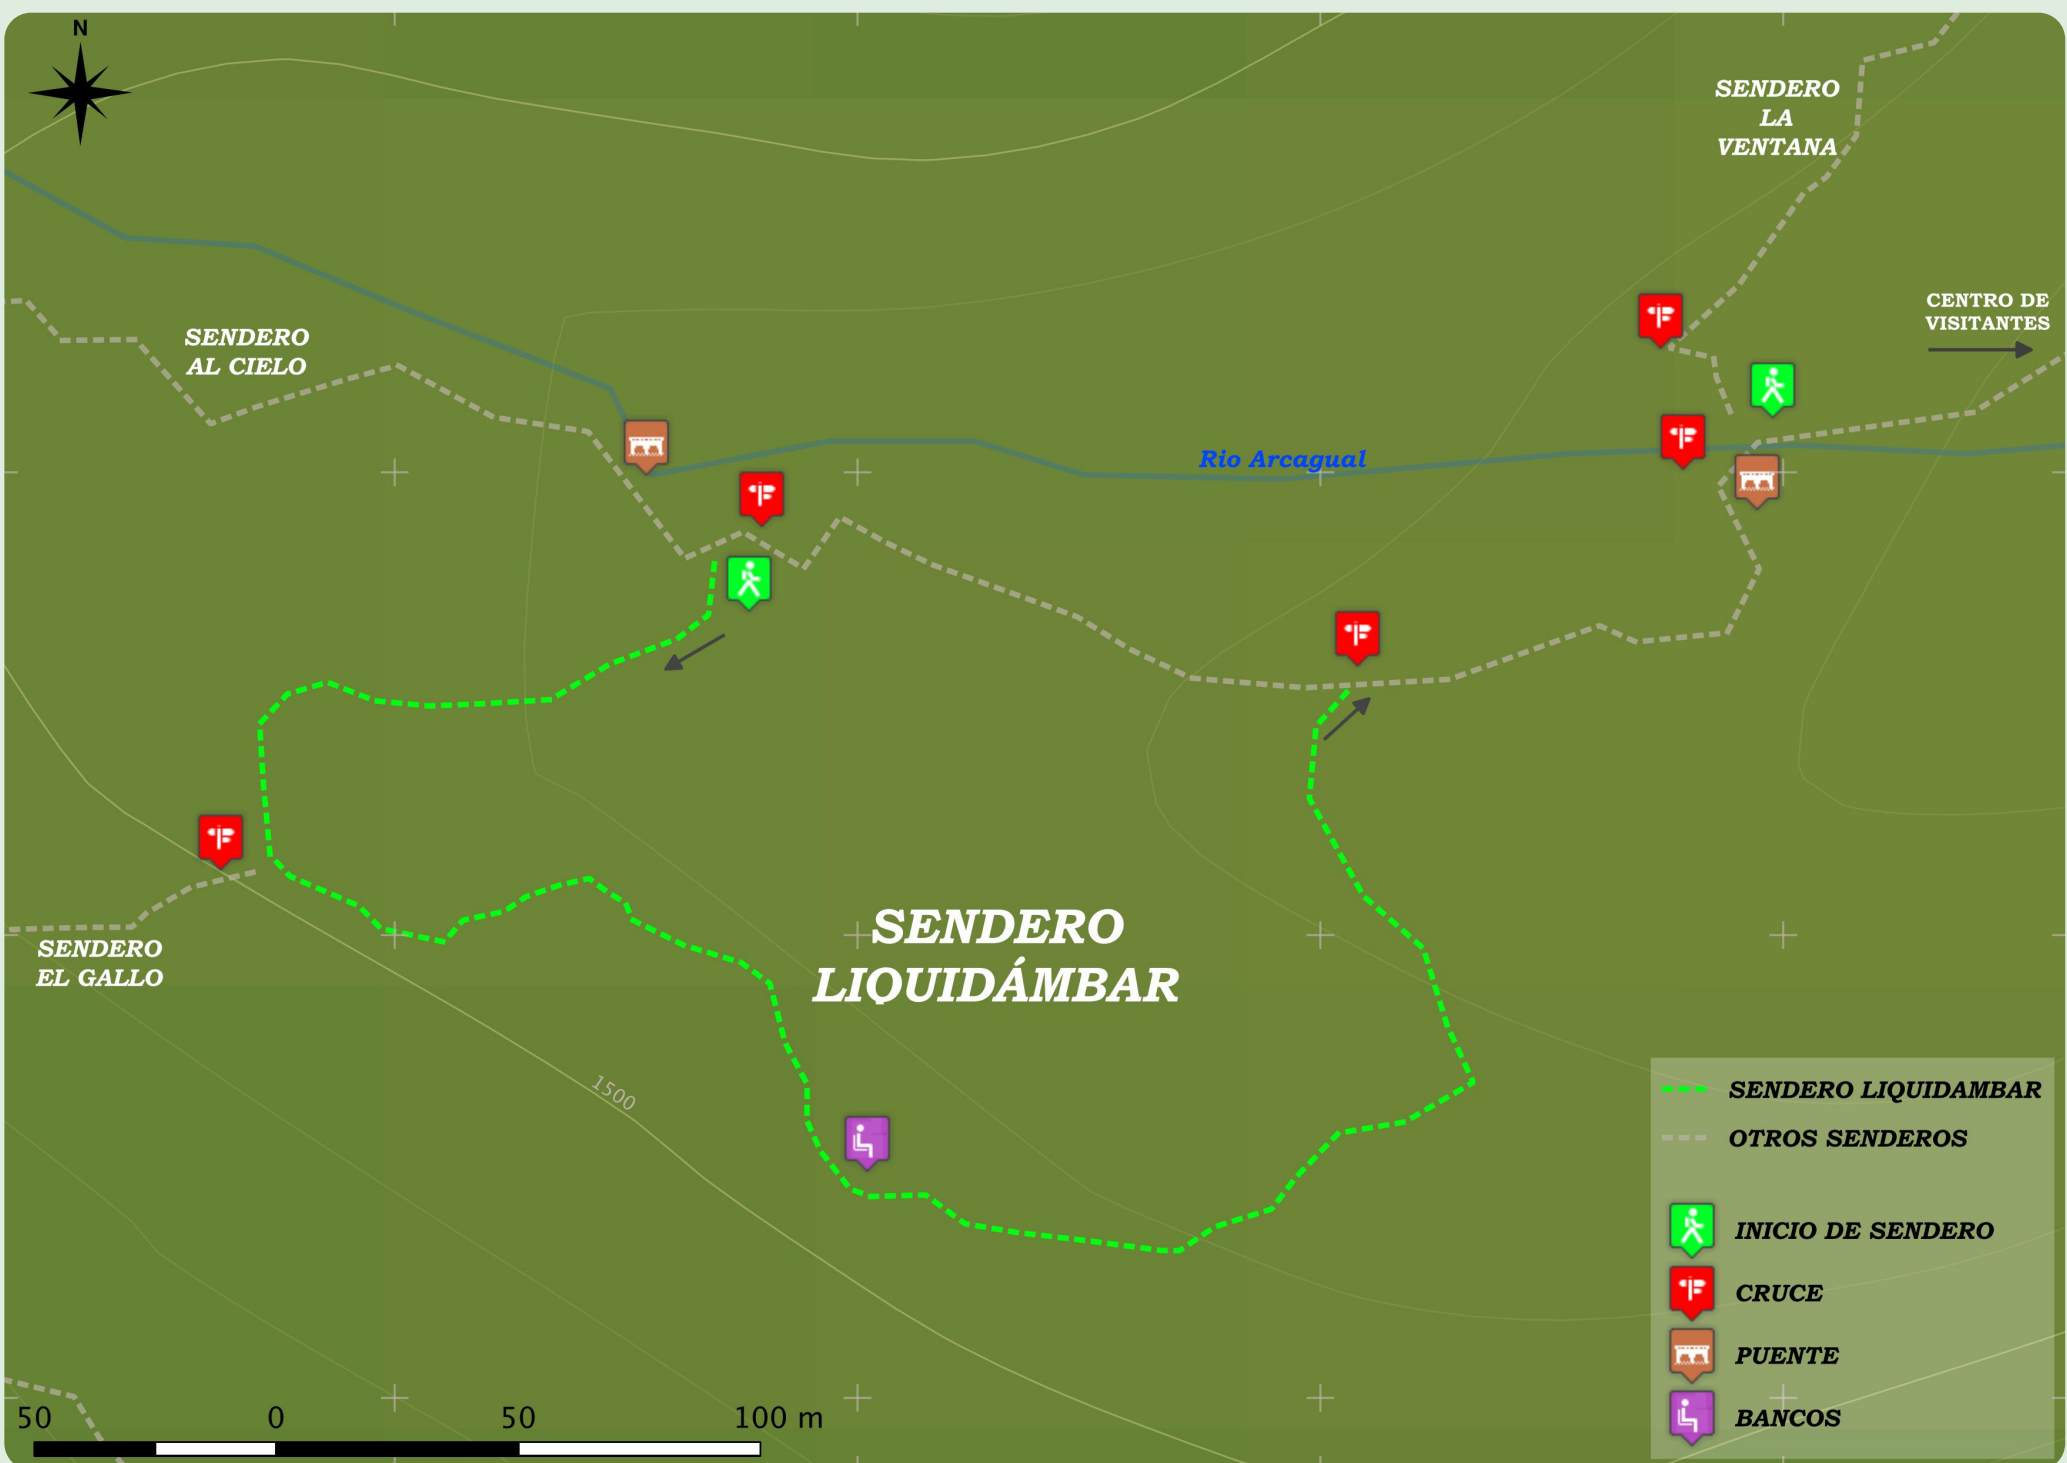 N
SENDERO
LA
VENTANA
CENTRO DE
VISITANTES
SENDERO
AL CIELO
Rio Arcagual
SENDERO
LIQUIDÁMBAR
SENDERO
EL GALLO
1500
SENDERO LIQUIDAMBAR
OTROS SENDEROS
INICIO DE SENDERO
CRUCE
PUENTE
BANCOS
50 0 50 100 m